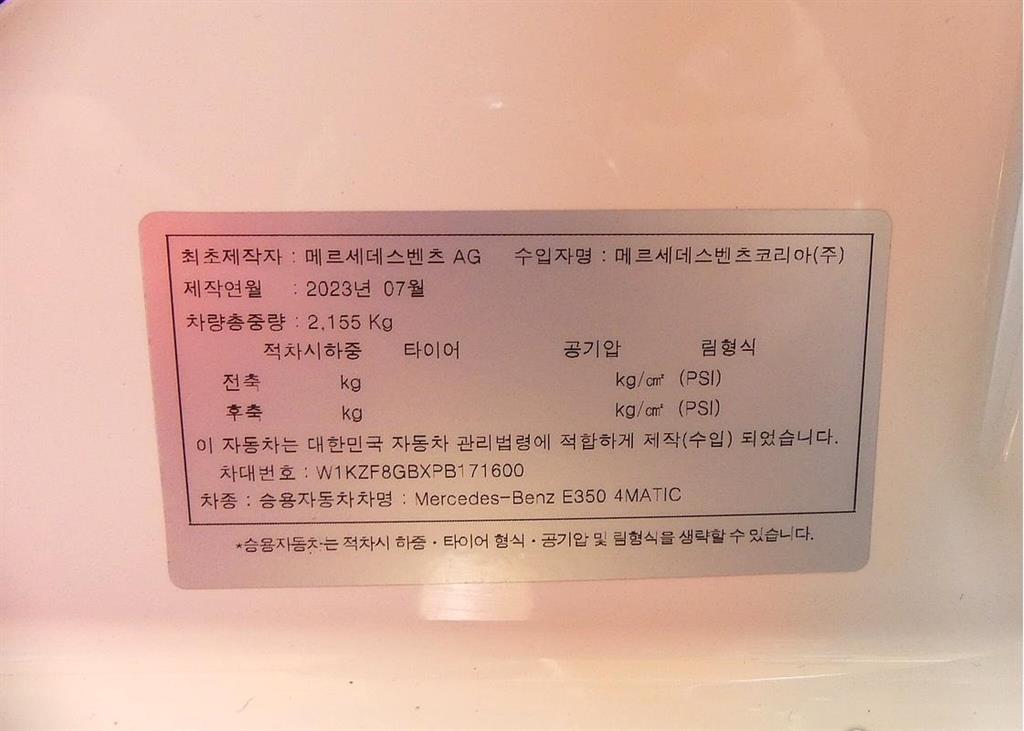 최초제작자 : 메르세데스벤츠 AG 수입자명 : 메르세데스벤츠코리아(주)
제작연월 : 2023년 07월
차량총중량 : 2,155 Kg
적차시하중 타이어 공기압 림형식
전축 kg kg/㎠ (PSI)
후축 kg kg/㎠ (PSI)
이 자동차는 대한민국 자동차 관리법령에 적합하게 제작(수입) 되었습니다.
차대번호 : W1KZF8GBXPB171600
차종 : 승용자동차차명 : Mercedes-Benz E350 4MATIC
*승용자동차는 적차시 하중·타이어 형식·공기압 및 림형식을 생략할 수 있습니다.